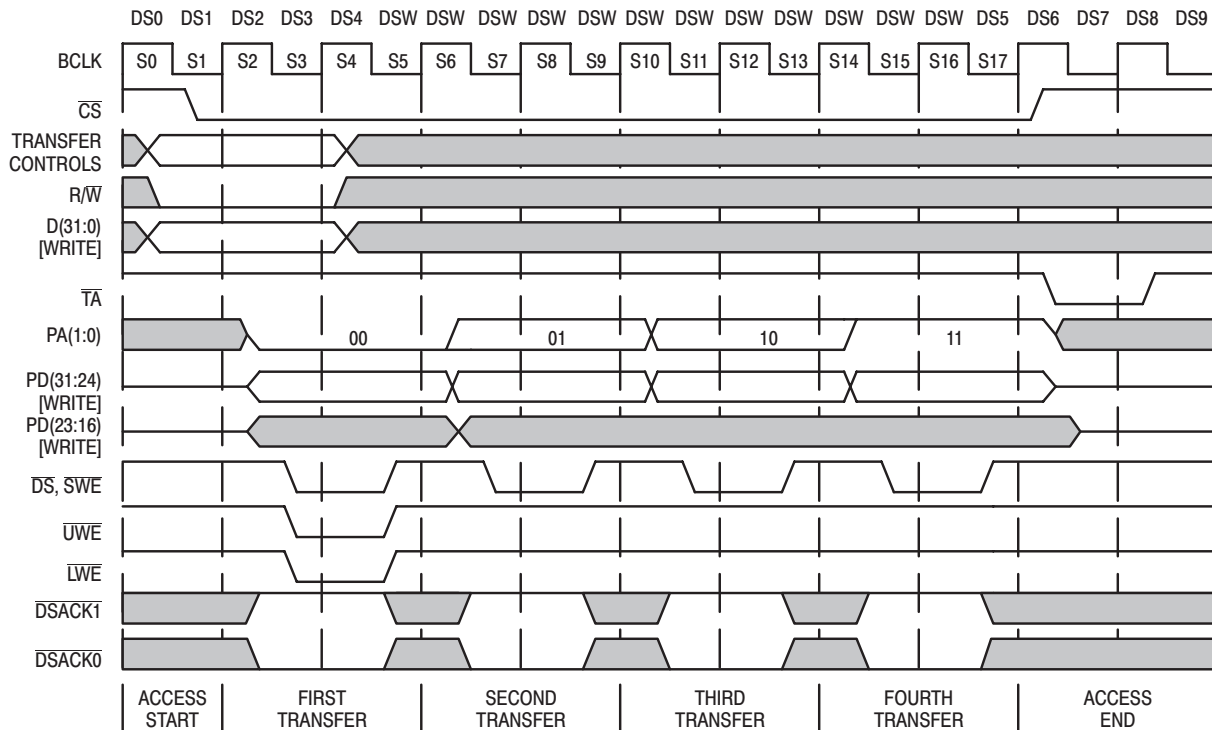 DS0 DS1 DS2 DS3 DS4 DSW DSW DSW DSW DSW DSW DSW DSW DSW DSW DSW DSW DS5 DS6 DS7 DS8 DS9
BCLK S0 S1 S2 S3 S4 S5 S6 S7 S8 S9 S10 S11 S12 S13 S14 S15 S16 S17
CS
TRANSFER
CONTROLS
R/W
D(31:0)
[WRITE]
TA
PA(1:0) 00 01 10 11
PD(31:24)
[WRITE]
PD(23:16)
[WRITE]
DS, SWE
UWE
LWE
DSACK1
DSACK0
ACCESS FIRST SECOND THIRD FOURTH ACCESS
START TRANSFER TRANSFER TRANSFER TRANSFER END